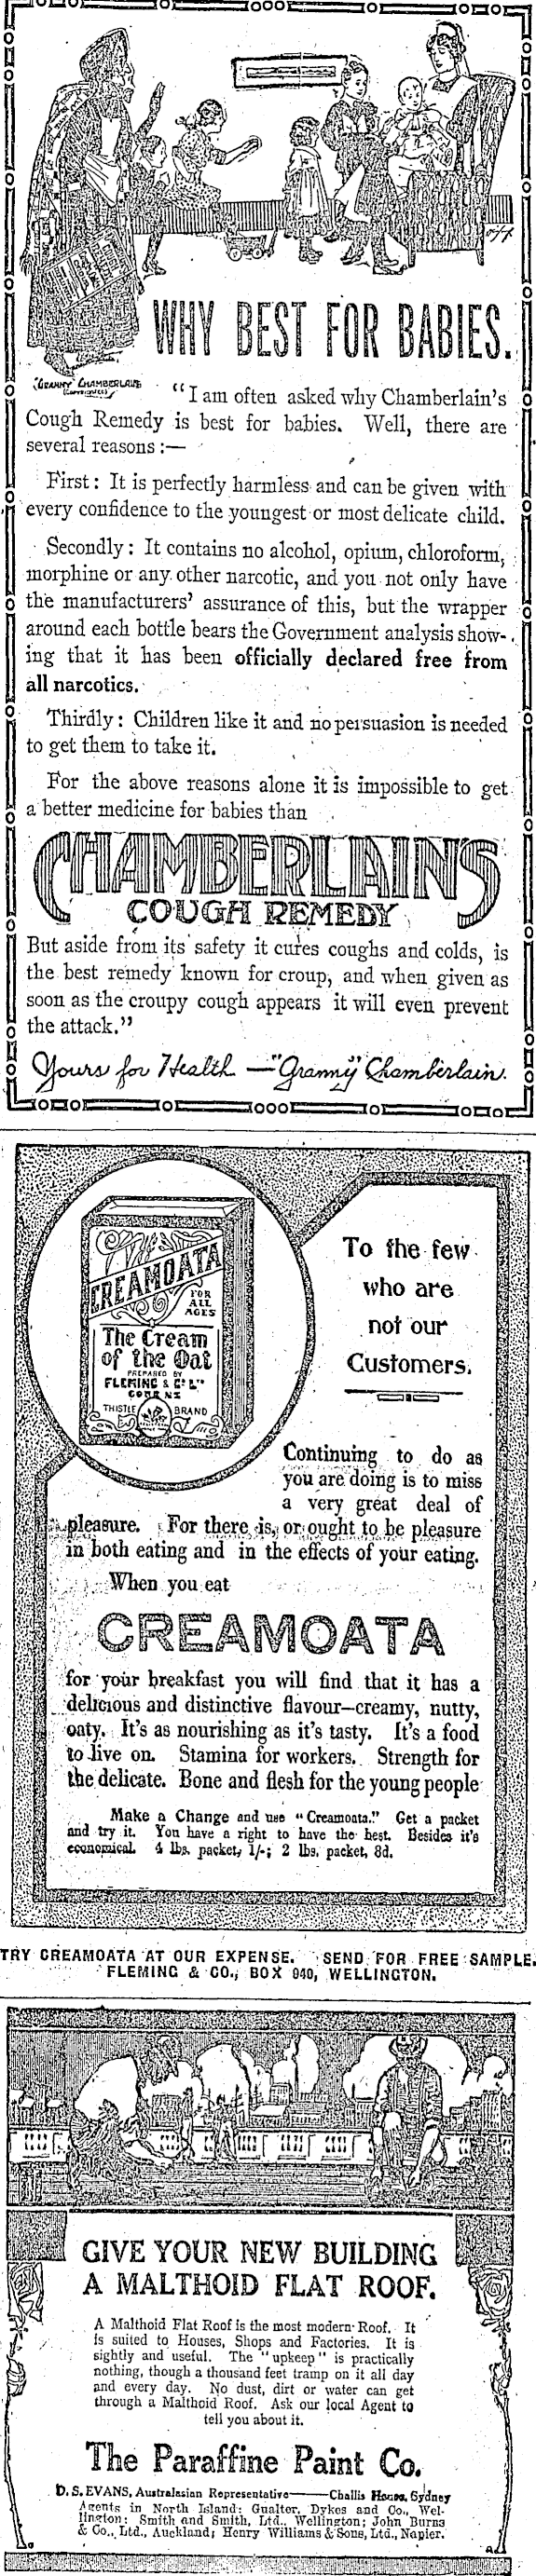 WHY BEST FOR BABIES.
"GRANNY" CHAMBERLAIN
"I am often asked why Chamberlain's
Cough Remedy is best for babies. Well, there are
several reasons :—
First: It is perfectly harmless and can be given with
every confidence to the youngest or most delicate child.
Secondly: It contains no alcohol, opium, chloroform,
morphine or any other narcotic, and you not only have
the manufacturers' assurance of this, but the wrapper
around each bottle bears the Government analysis show-
ing that it has been officially declared free from
all narcotics.
Thirdly: Children like it and no persuasion is needed
to get them to take it.
For the above reasons alone it is impossible to get
a better medicine for babies than
CHAMBERLAIN'S
COUGH REMEDY
But aside from its safety it cures coughs and colds, is
the best remedy known for croup, and when given as
soon as the croupy cough appears it will even prevent
the attack."
Yours for Health — "Granny" Chamberlain.
CREAMOATA
FOR
ALL
AGES
The Cream
of the Oat
PREPARED BY
FLEMING & Co. Ltd
GORE NZ
THISTLE BRAND
To the few
who are
not our
Customers.
Continuing to do as
you are doing is to miss
a very great deal of
pleasure. For there is, or ought to be pleasure
in both eating and in the effects of your eating.
When you eat
CREAMOATA
for your breakfast you will find that it has a
delicious and distinctive flavour—creamy, nutty,
oaty. It's as nourishing as it's tasty. It's a food
to live on. Stamina for workers. Strength for
the delicate. Bone and flesh for the young people
Make a Change and use "Creamoata." Get a packet
and try it. You have a right to have the best. Besides it's
economical. 4 lbs. packet, 1/-; 2 lbs. packet, 8d.
TRY CREAMOATA AT OUR EXPENSE. SEND FOR FREE SAMPLE.
FLEMING & CO., BOX 940, WELLINGTON.
GIVE YOUR NEW BUILDING
A MALTHOID FLAT ROOF.
A Malthoid Flat Roof is the most modern Roof. It
is suited to Houses, Shops and Factories. It is
sightly and useful. The "upkeep" is practically
nothing, though a thousand feet tramp on it all day
and every day. No dust, dirt or water can get
through a Malthoid Roof. Ask our local Agent to
tell you about it.
The Paraffine Paint Co.
D. S. EVANS, Australasian Representative——Challis House, Sydney
Agents in North Island: Gualter, Dykes and Co., Wel-
lington; Smith and Smith, Ltd., Wellington; John Burns
& Co., Ltd., Auckland; Henry Williams & Sons, Ltd., Napier.